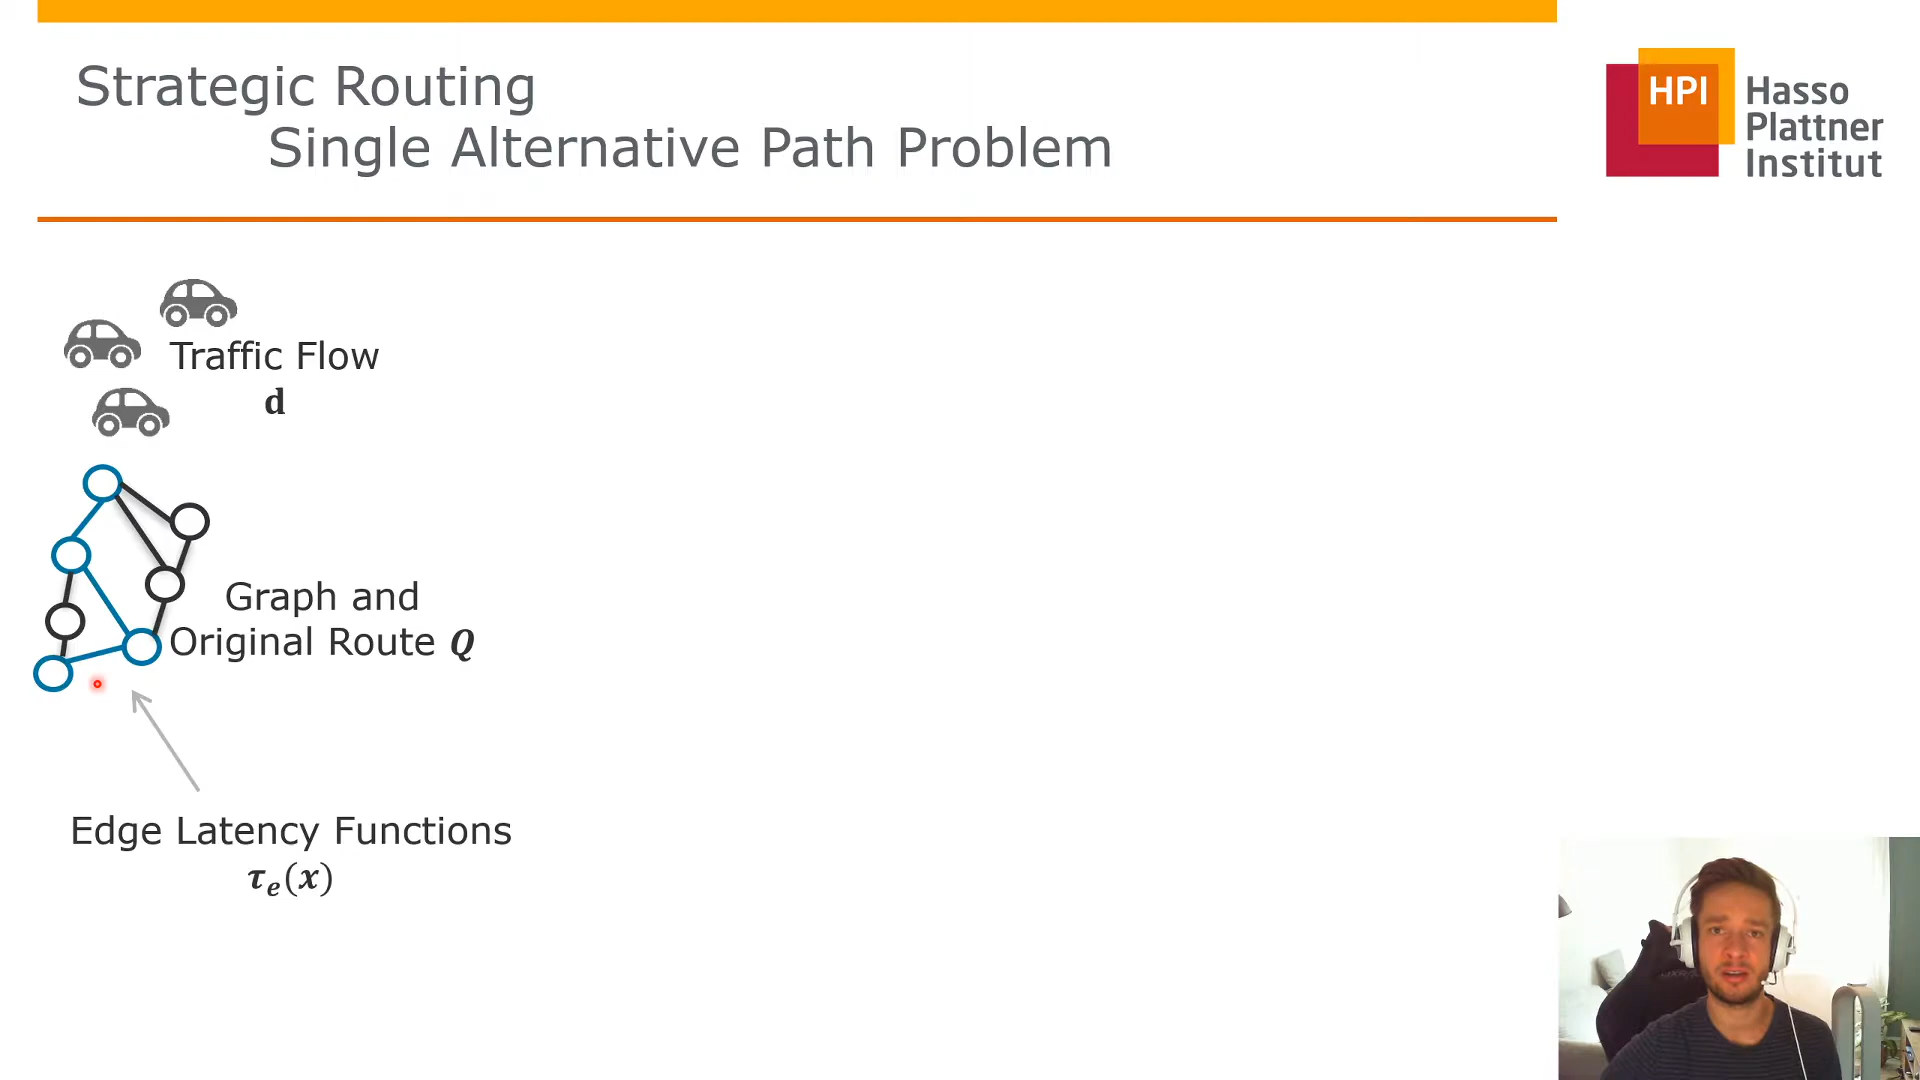 Strategic Routing
Single Alternative Path Problem
HPI
Hasso
Plattner
Institut
Traffic Flow
d
Graph and
Original Route Q
Edge Latency Functions
τₑ(x)